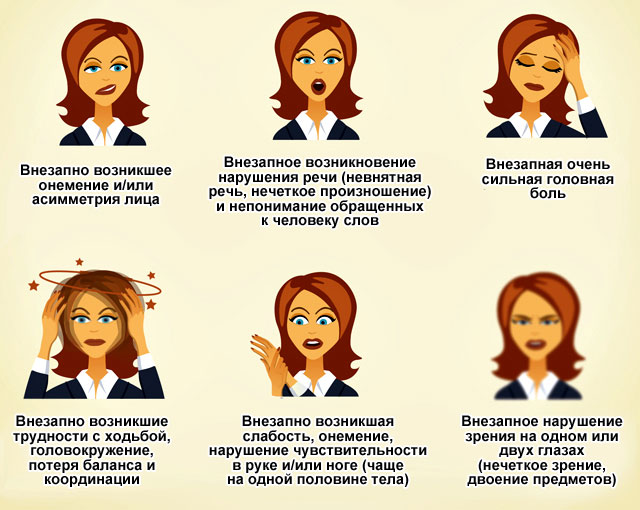 Внезапно возникшее
онемение и/или
асимметрия лица
Внезапное возникновение
нарушения речи (невнятная
речь, нечеткое произношение)
и непонимание обращенных
к человеку слов
Внезапная очень
сильная головная
боль
Внезапно возникшие
трудности с ходьбой,
головокружение,
потеря баланса и
координации
Внезапно возникшая
слабость, онемение,
нарушение чувствительности
в руке и/или ноге (чаще
на одной половине тела)
Внезапное нарушение
зрения на одном или
двух глазах
(нечеткое зрение,
двоение предметов)